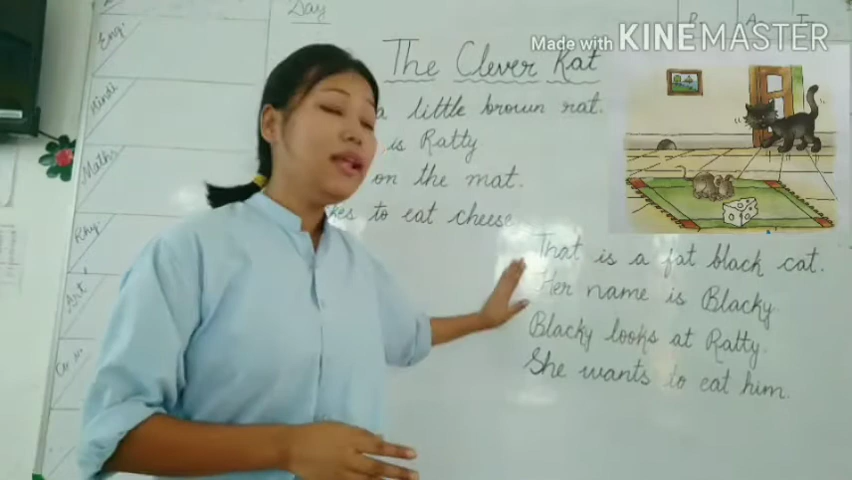 Day
Made with KINEMASTER
Eng:
Hindi
Maths
Rhy
Art
The Clever Rat
a little brown rat.
is Ratty
on the mat.
kes to eat cheese
That is a fat black cat.
Her name is Blacky
Blacky looks at Ratty.
She wants to eat him.